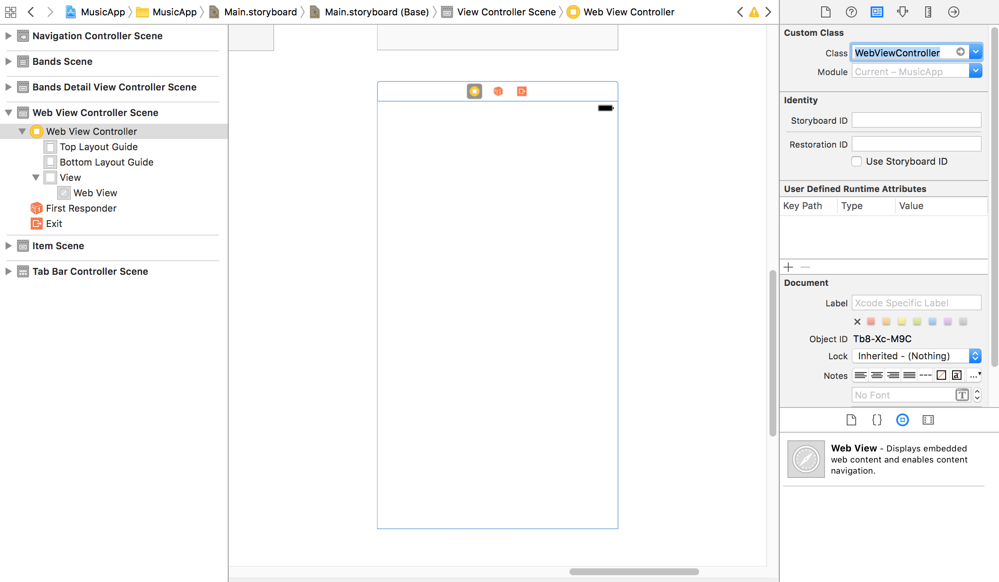 MusicApp MusicApp Main.storyboard Main.storyboard (Base) View Controller Scene Web View Controller
Navigation Controller Scene
Bands Scene
Bands Detail View Controller Scene
Web View Controller Scene
Web View Controller
Top Layout Guide
Bottom Layout Guide
View
Web View
First Responder
Exit
Item Scene
Tab Bar Controller Scene
Custom Class
Class WebViewController
Module Current – MusicApp
Identity
Storyboard ID
Restoration ID
Use Storyboard ID
User Defined Runtime Attributes
Key Path Type Value
Document
Label Xcode Specific Label
Object ID Tb8-Xc-M9C
Lock Inherited - (Nothing)
Notes
No Font
Web View - Displays embedded
web content and enables content
navigation.